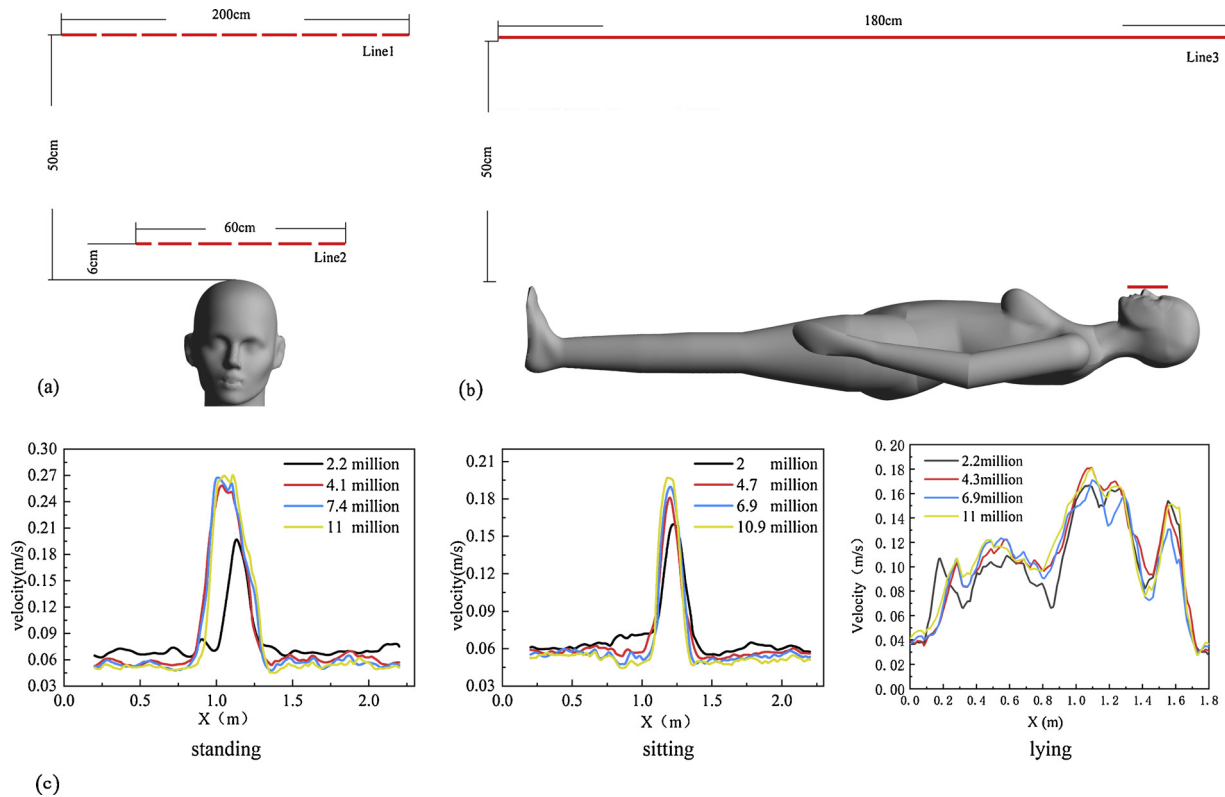 200cm
Line1
50cm
60cm
Line2
6cm
(a)
180cm
Line3
50cm
(b)
0.30
0.27
0.24
0.21
0.18
0.15
0.12
0.09
0.06
0.03
velocity(m/s)
2.2 million
4.1 million
7.4 million
11 million
0.0 0.5 1.0 1.5 2.0
X (m)
standing
0.21
0.18
0.15
0.12
0.09
0.06
0.03
velocity(m/s)
2 million
4.7 million
6.9 million
10.9 million
0.0 0.5 1.0 1.5 2.0
X (m)
sitting
0.20
0.18
0.16
0.14
0.12
0.10
0.08
0.06
0.04
0.02
0.00
Velocity (m/s)
2.2million
4.3million
6.9million
11 million
0.0 0.2 0.4 0.6 0.8 1.0 1.2 1.4 1.6 1.8
X (m)
lying
(c)